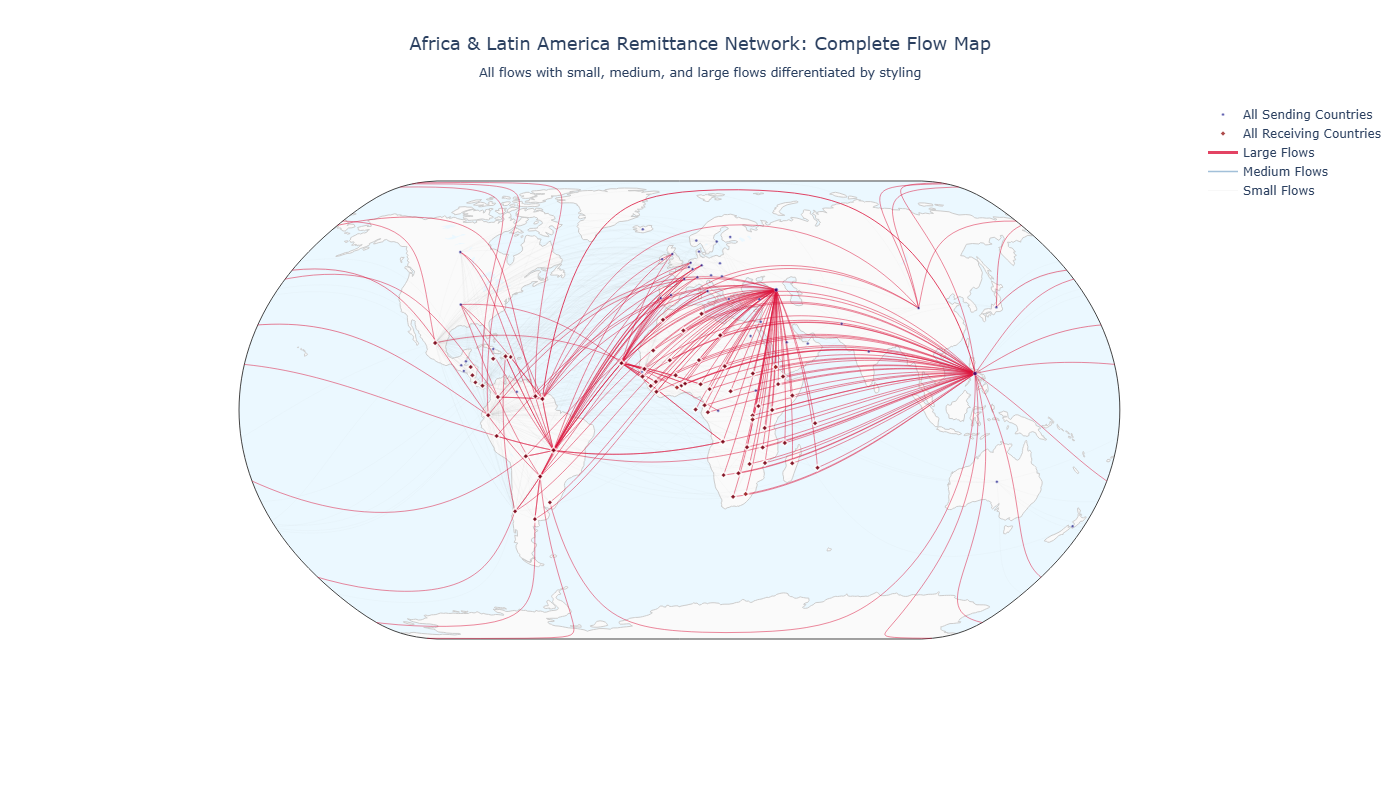 Africa & Latin America Remittance Network: Complete Flow Map
All flows with small, medium, and large flows differentiated by styling
All Sending Countries
All Receiving Countries
Large Flows
Medium Flows
Small Flows